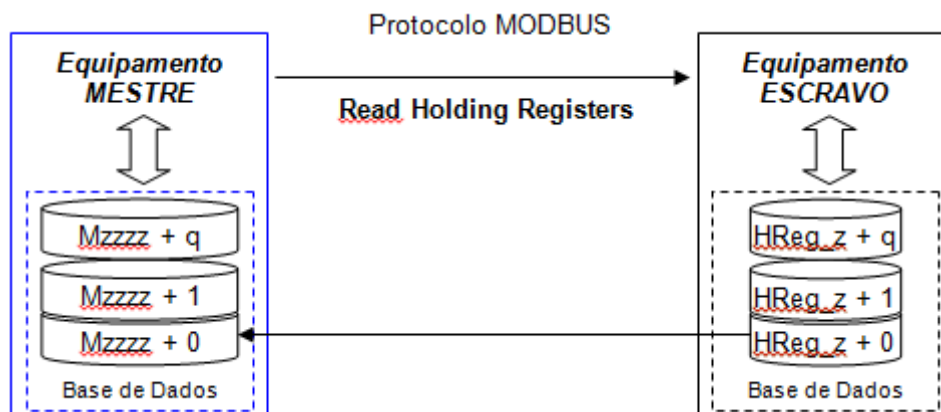 Protocolo MODBUS
Equipamento
MESTRE
Read Holding Registers
Equipamento
ESCRAVO
Mzzzz + q
Mzzzz + 1
Mzzzz + 0
Base de Dados
HReg_z + q
HReg_z + 1
HReg_z + 0
Base de Dados